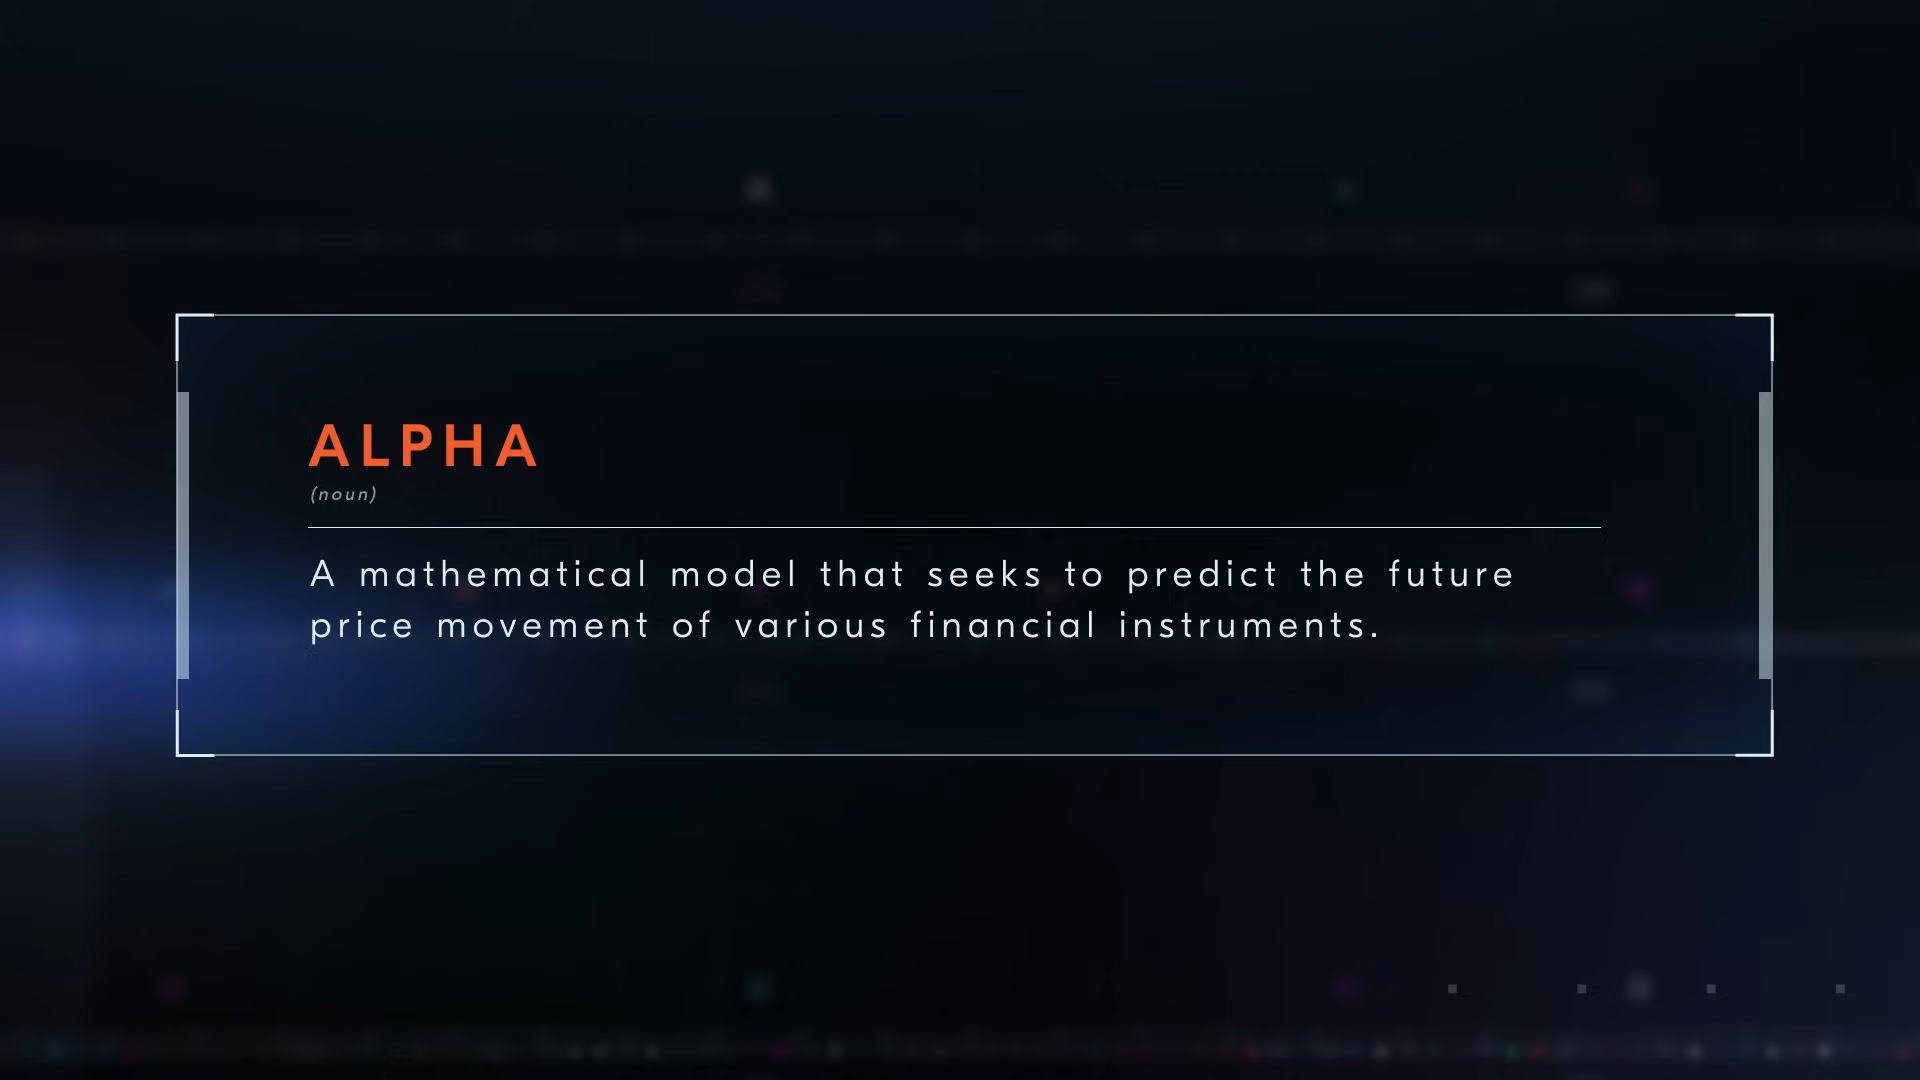 ALPHA
(noun)
A mathematical model that seeks to predict the future
price movement of various financial instruments.